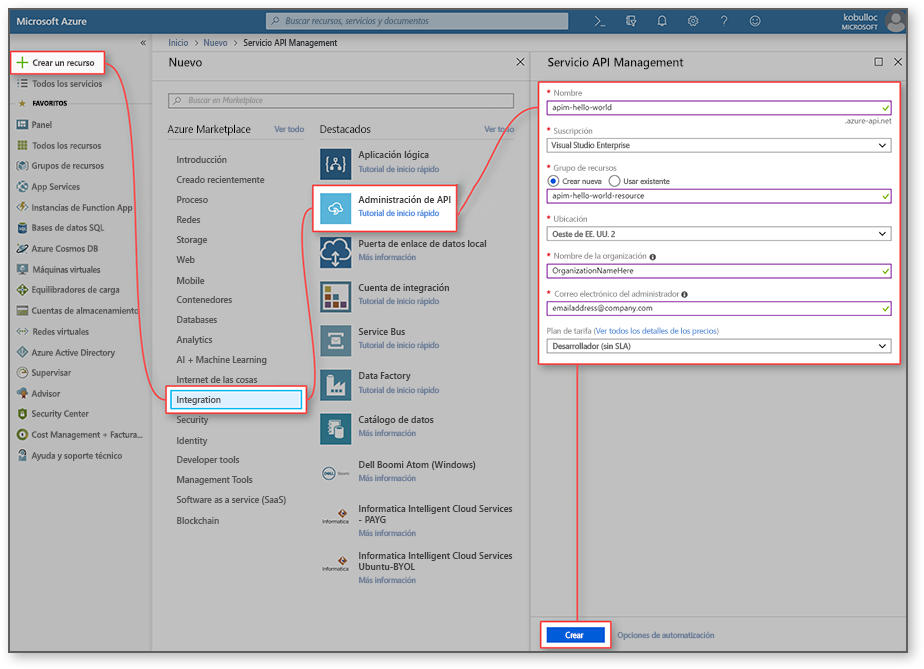 Microsoft Azure
Buscar recursos, servicios y documentos
kobulloc
MICROSOFT
Inicio > Nuevo > Servicio API Management
Crear un recurso
Todos los servicios
FAVORITOS
Panel
Todos los recursos
Grupos de recursos
App Services
Instancias de Function App
Bases de datos SQL
Azure Cosmos DB
Máquinas virtuales
Equilibradores de carga
Cuentas de almacenamiento
Redes virtuales
Azure Active Directory
Supervisar
Advisor
Security Center
Cost Management + Factura...
Ayuda y soporte técnico
Nuevo
Buscar en Marketplace
Azure Marketplace
Ver todo
Introducción
Creado recientemente
Proceso
Redes
Storage
Web
Mobile
Contenedores
Databases
Analytics
AI + Machine Learning
Internet de las cosas
Integration
Security
Identity
Developer tools
Management Tools
Software as a service (SaaS)
Blockchain
Destacados
Ver todo
Aplicación lógica
Tutorial de inicio rápido
Administración de API
Tutorial de inicio rápido
Puerta de enlace de datos local
Más información
Cuenta de integración
Tutorial de inicio rápido
Service Bus
Tutorial de inicio rápido
Data Factory
Tutorial de inicio rápido
Catálogo de datos
Más información
DELL Boomi
Dell Boomi Atom (Windows)
Más información
Informatica
Informatica Intelligent Cloud Services
- PAYG
Más información
Informatica
Informatica Intelligent Cloud Services
Ubuntu-BYOL
Más información
Servicio API Management
* Nombre
apim-hello-world
.azure-api.net
* Suscripción
Visual Studio Enterprise
* Grupo de recursos
Crear nueva
Usar existente
apim-hello-world-resource
* Ubicación
Oeste de EE. UU. 2
* Nombre de la organización
OrganizationNameHere
* Correo electrónico del administrador
emailaddress@company.com
Plan de tarifa (Ver todos los detalles de los precios)
Desarrollador (sin SLA)
Crear
Opciones de automatización